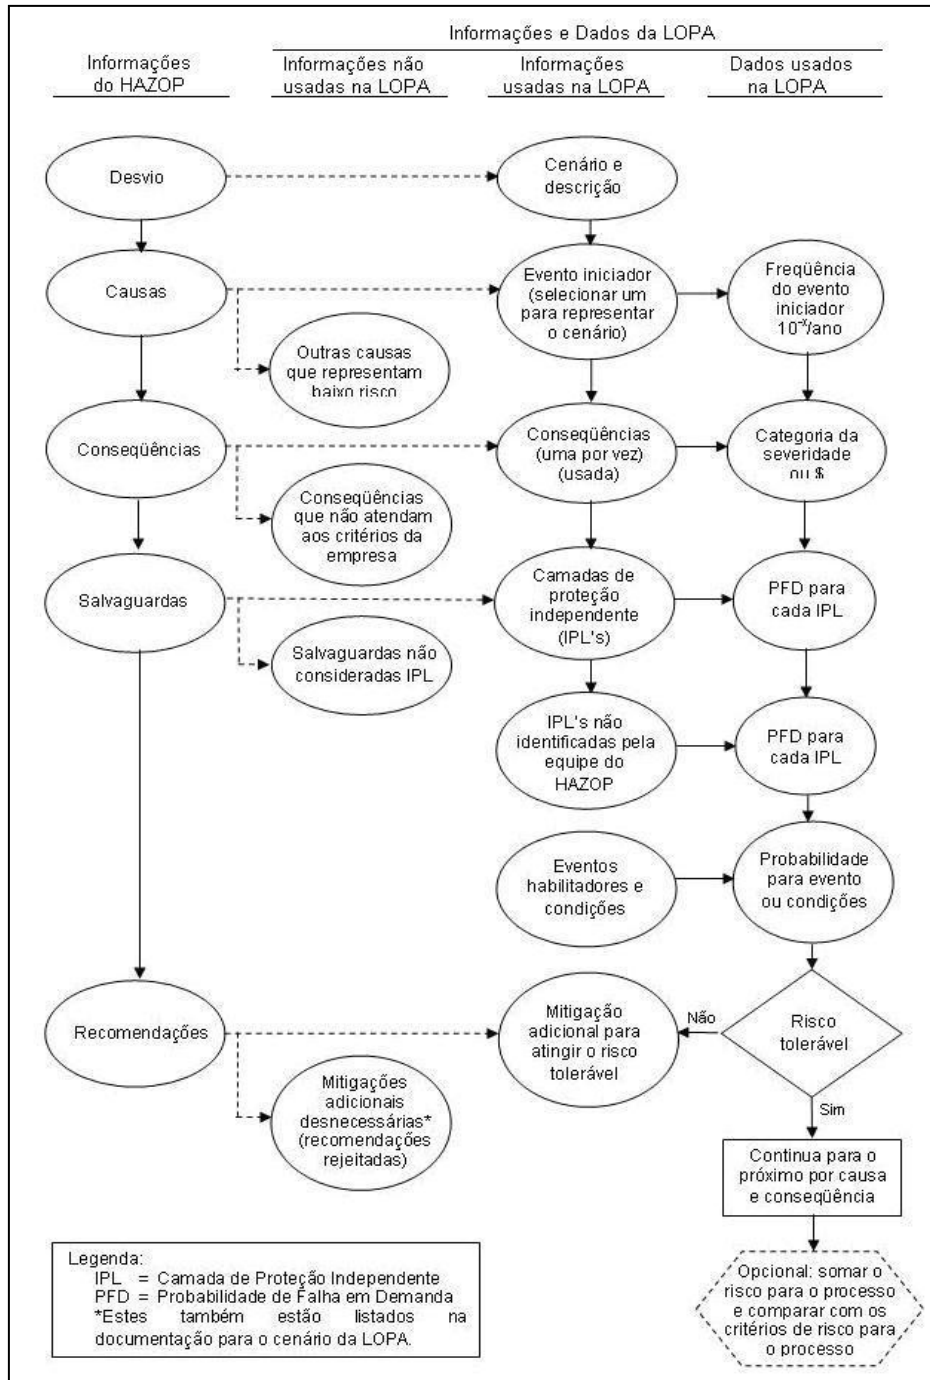 Informações e Dados da LOPA
Informações
do HAZOP
Informações não
usadas na LOPA
Informações
usadas na LOPA
Dados usados
na LOPA
Desvio
Cenário e
descrição
Causas
Evento iniciador
(selecionar um
para representar
o cenário)
Freqüência
do evento
iniciador
10⁻ˣ/ano
Outras causas
que representam
baixo risco
Conseqüências
Conseqüências
(uma por vez)
(usada)
Categoria da
severidade
ou $
Conseqüências
que não atendam
aos critérios da
empresa
Salvaguardas
Camadas de
proteção
independente
(IPL's)
PFD para
cada IPL
Salvaguardas não
consideradas IPL
IPL's não
identificadas pela
equipe do
HAZOP
PFD para
cada IPL
Eventos
habilitadores e
condições
Probabilidade
para evento
ou condições
Recomendações
Mitigação
adicional para
atingir o risco
tolerável
Não
Risco
tolerável
Mitigações
adicionais
desnecessárias*
(recomendações
rejeitadas)
Sim
Continua para o
próximo por causa
e conseqüência
Legenda:
IPL = Camada de Proteção Independente
PFD = Probabilidade de Falha em Demanda
*Estes também estão listados na
documentação para o cenário da LOPA.
Opcional: somar o
risco para o processo
e comparar com os
critérios de risco para
o processo